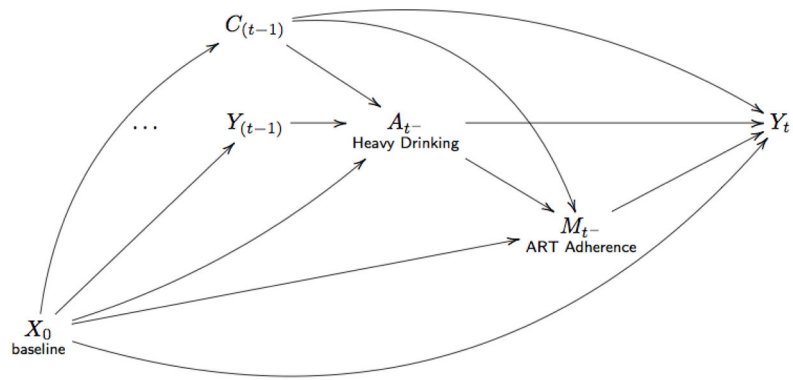 C(t−1)
...
Y(t−1)
At−
Heavy Drinking
Yt
Mt−
ART Adherence
X0
baseline